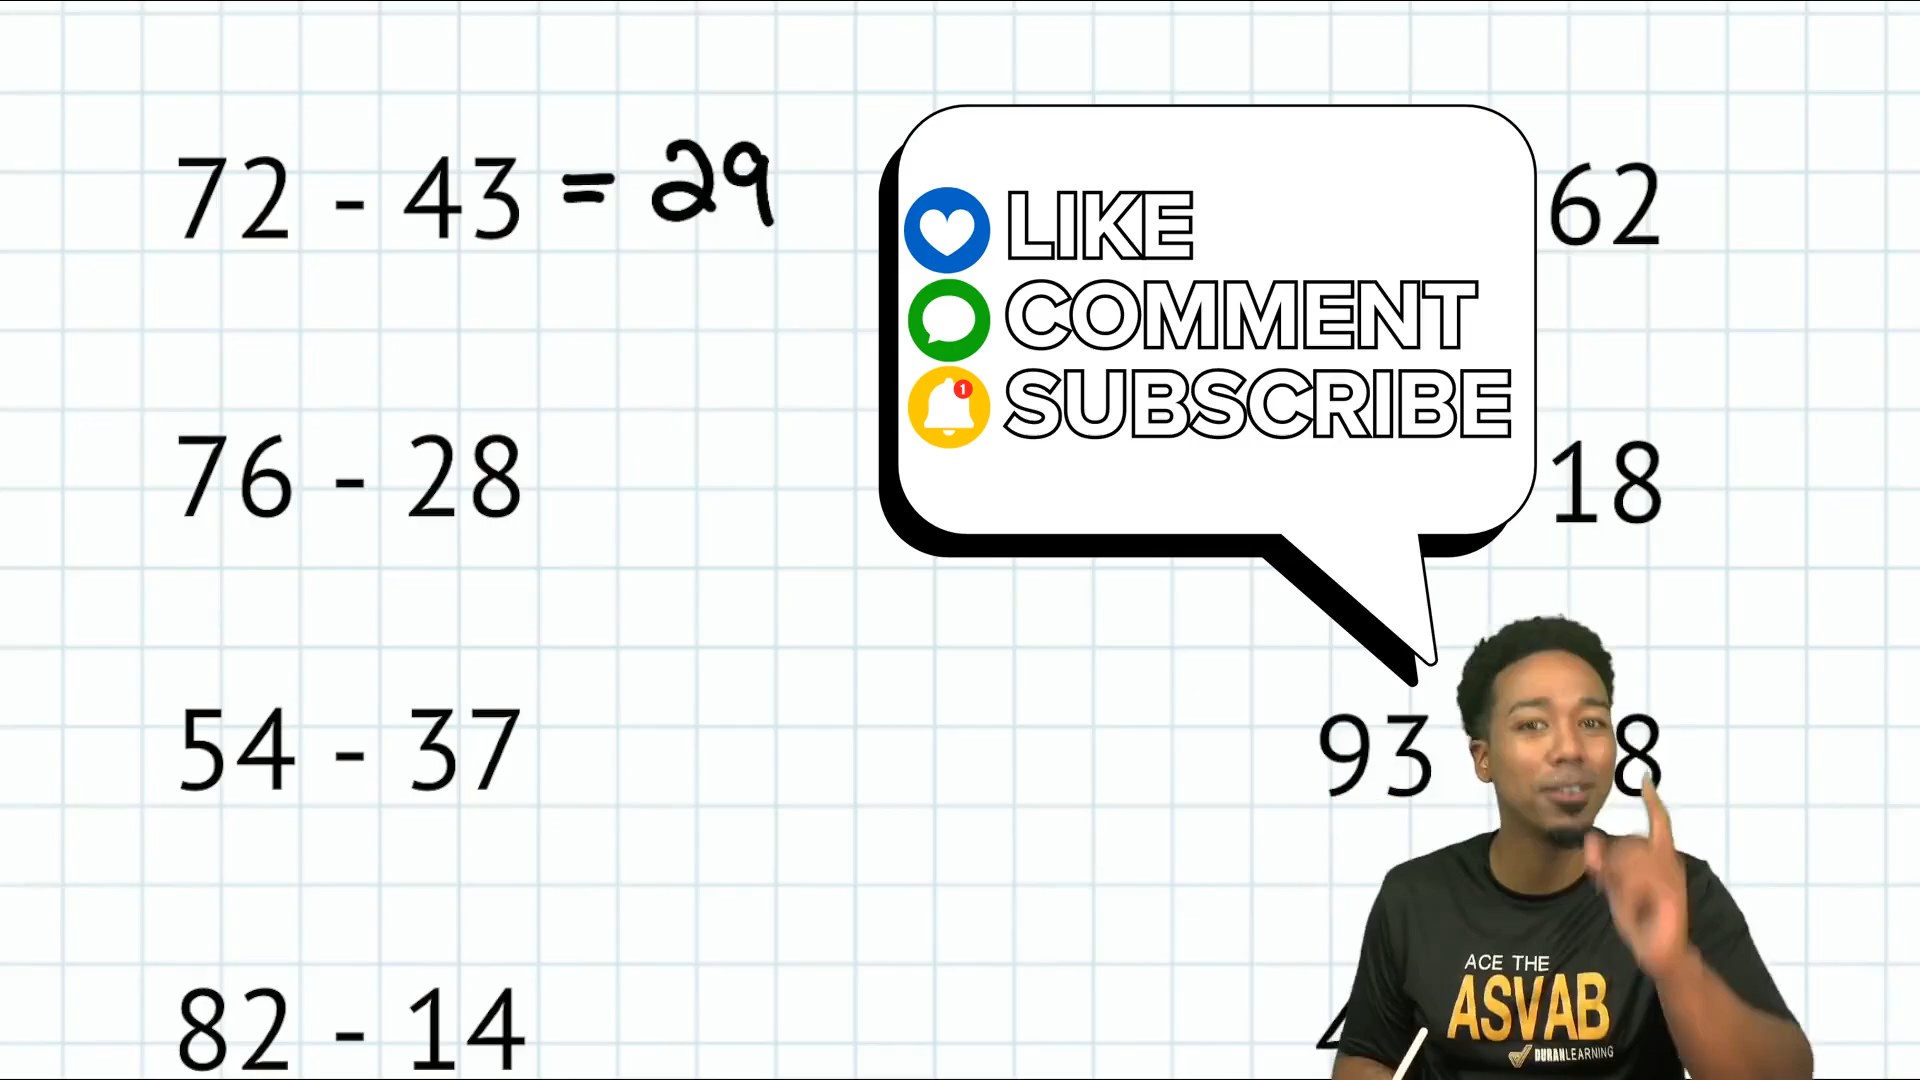 72 - 43 = 29
62
LIKE
COMMENT
SUBSCRIBE
1
76 - 28
18
54 - 37
93
8
82 - 14
ACE THE
ASVAB
DURANLEARNING